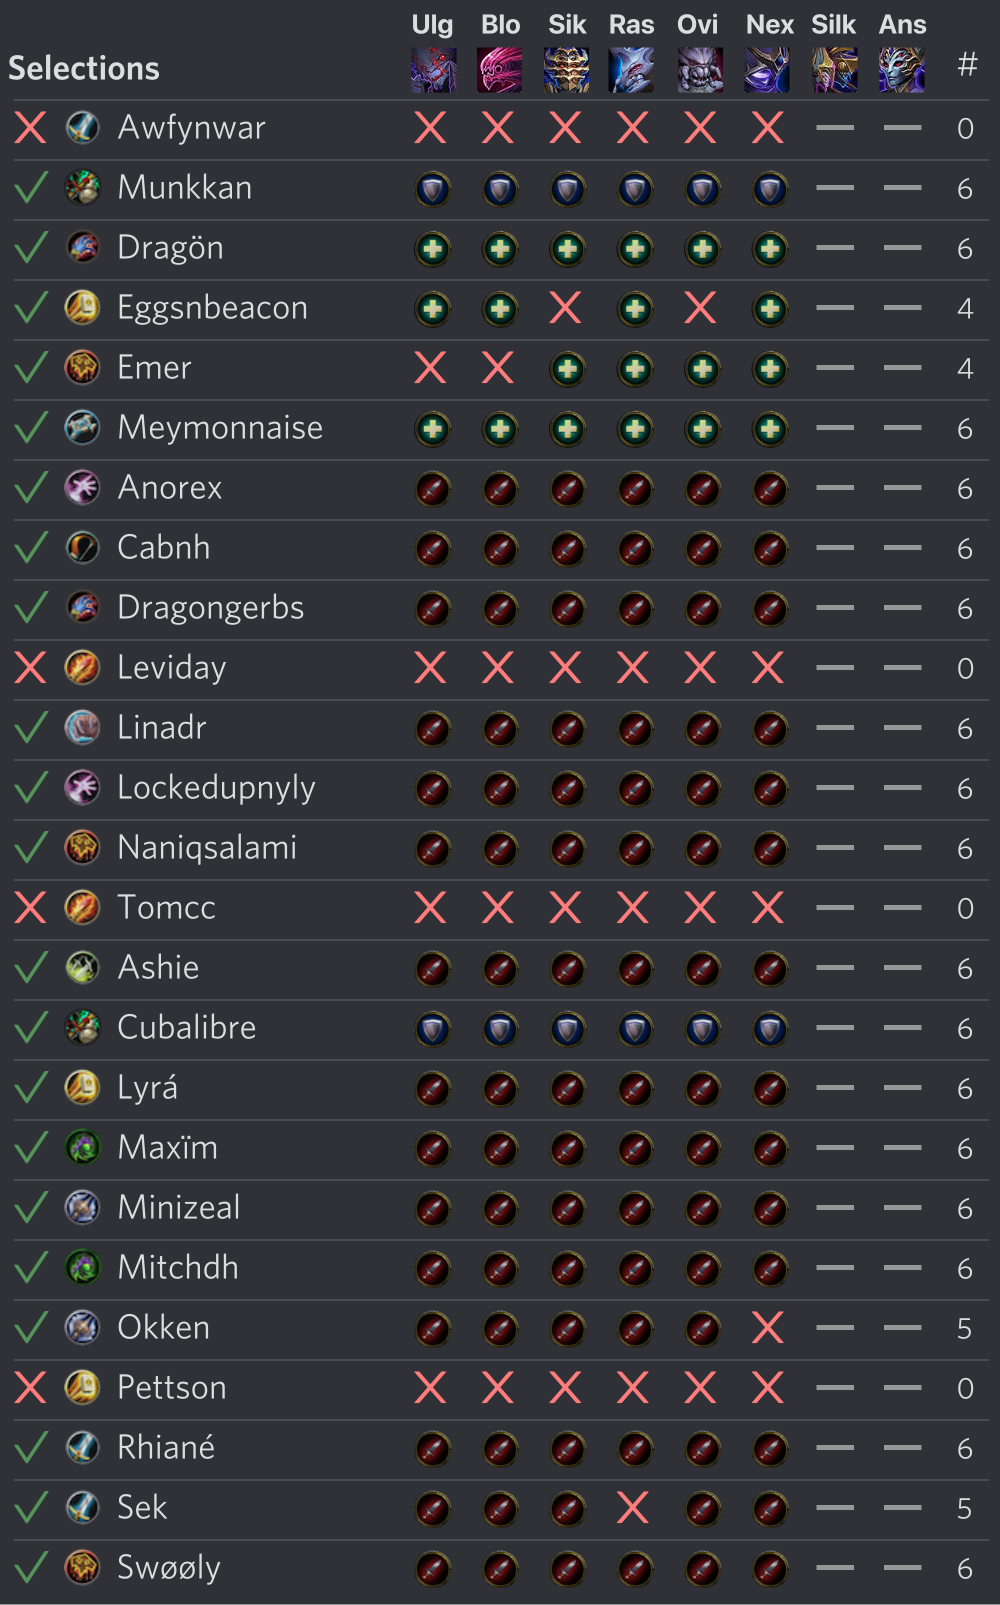 Ulg Blo Sik Ras Ovi Nex Silk Ans
Selections #
Awfynwar 0
Munkkan 6
Dragön 6
Eggsnbeacon 4
Emer 4
Meymonnaise 6
Anorex 6
Cabnh 6
Dragongerbs 6
Leviday 0
Linadr 6
Lockedupnyly 6
Naniqsalami 6
Tomcc 0
Ashie 6
Cubalibre 6
Lyrá 6
Maxïm 6
Minizeal 6
Mitchdh 6
Okken 5
Pettson 0
Rhiané 6
Sek 5
Swøøly 6